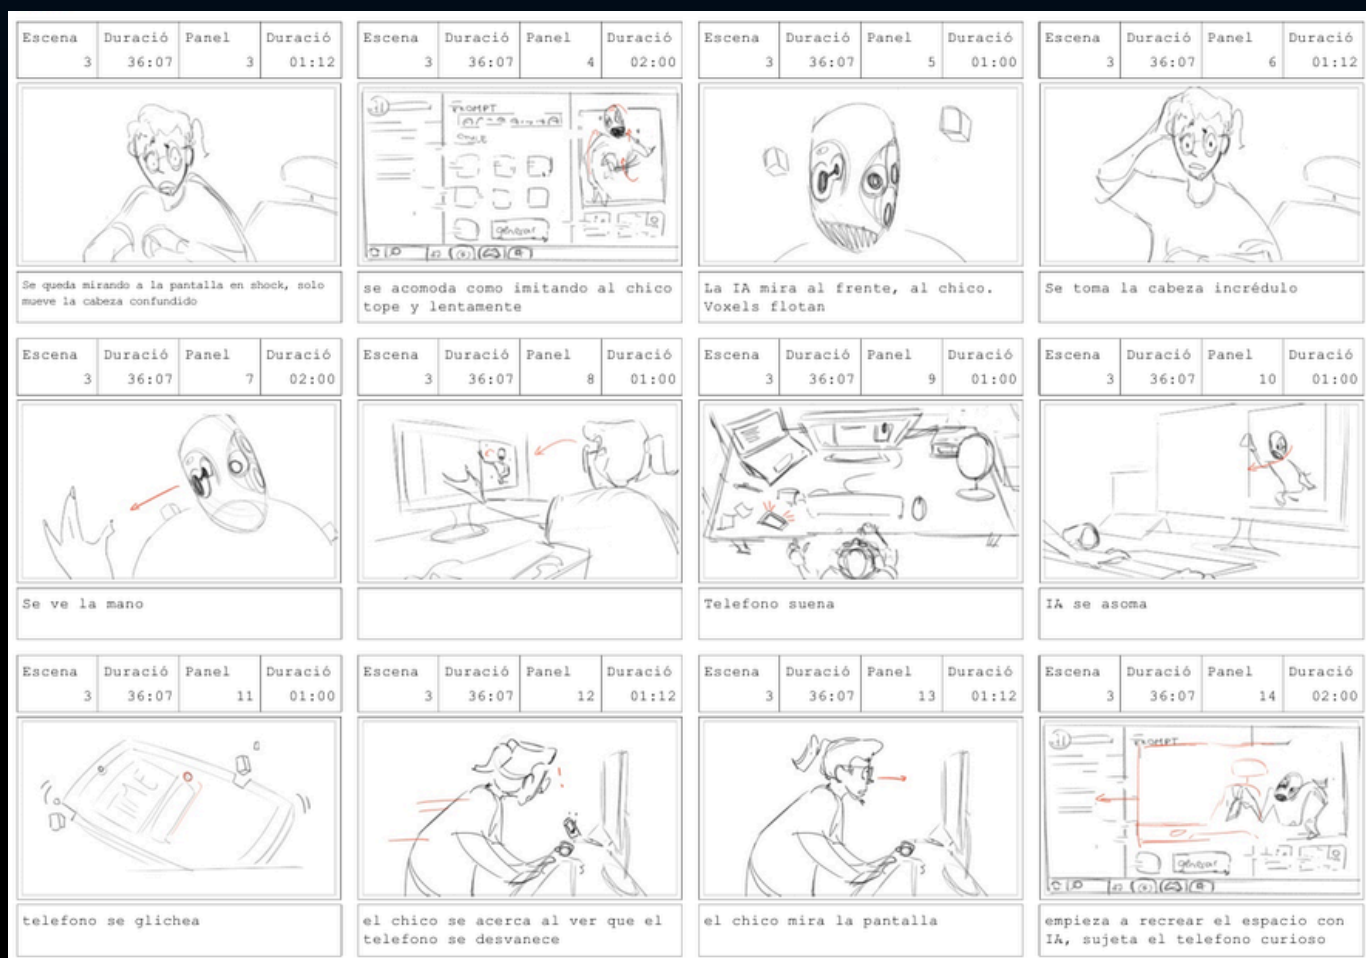 Escena Duració Panel Duració
3 36:07 3 01:12
Se queda mirando a la pantalla en shock, solo
mueve la cabeza confundido
Escena Duració Panel Duració
3 36:07 4 02:00
PROMPT
generar
se acomoda como imitando al chico
tope y lentamente
Escena Duració Panel Duració
3 36:07 5 01:00
La IA mira al frente, al chico.
Voxels flotan
Escena Duració Panel Duració
3 36:07 6 01:12
Se toma la cabeza incrédulo
Escena Duració Panel Duració
3 36:07 7 02:00
Se ve la mano
Escena Duració Panel Duració
3 36:07 8 01:00
Escena Duració Panel Duració
3 36:07 9 01:00
Telefono suena
Escena Duració Panel Duració
3 36:07 10 01:00
IA se asoma
Escena Duració Panel Duració
3 36:07 11 01:00
TIME
telefono se glichea
Escena Duració Panel Duració
3 36:07 12 01:12
!
el chico se acerca al ver que el
telefono se desvanece
Escena Duració Panel Duració
3 36:07 13 01:12
el chico mira la pantalla
Escena Duració Panel Duració
3 36:07 14 02:00
PROMPT
generar
empieza a recrear el espacio con
IA, sujeta el telefono curioso